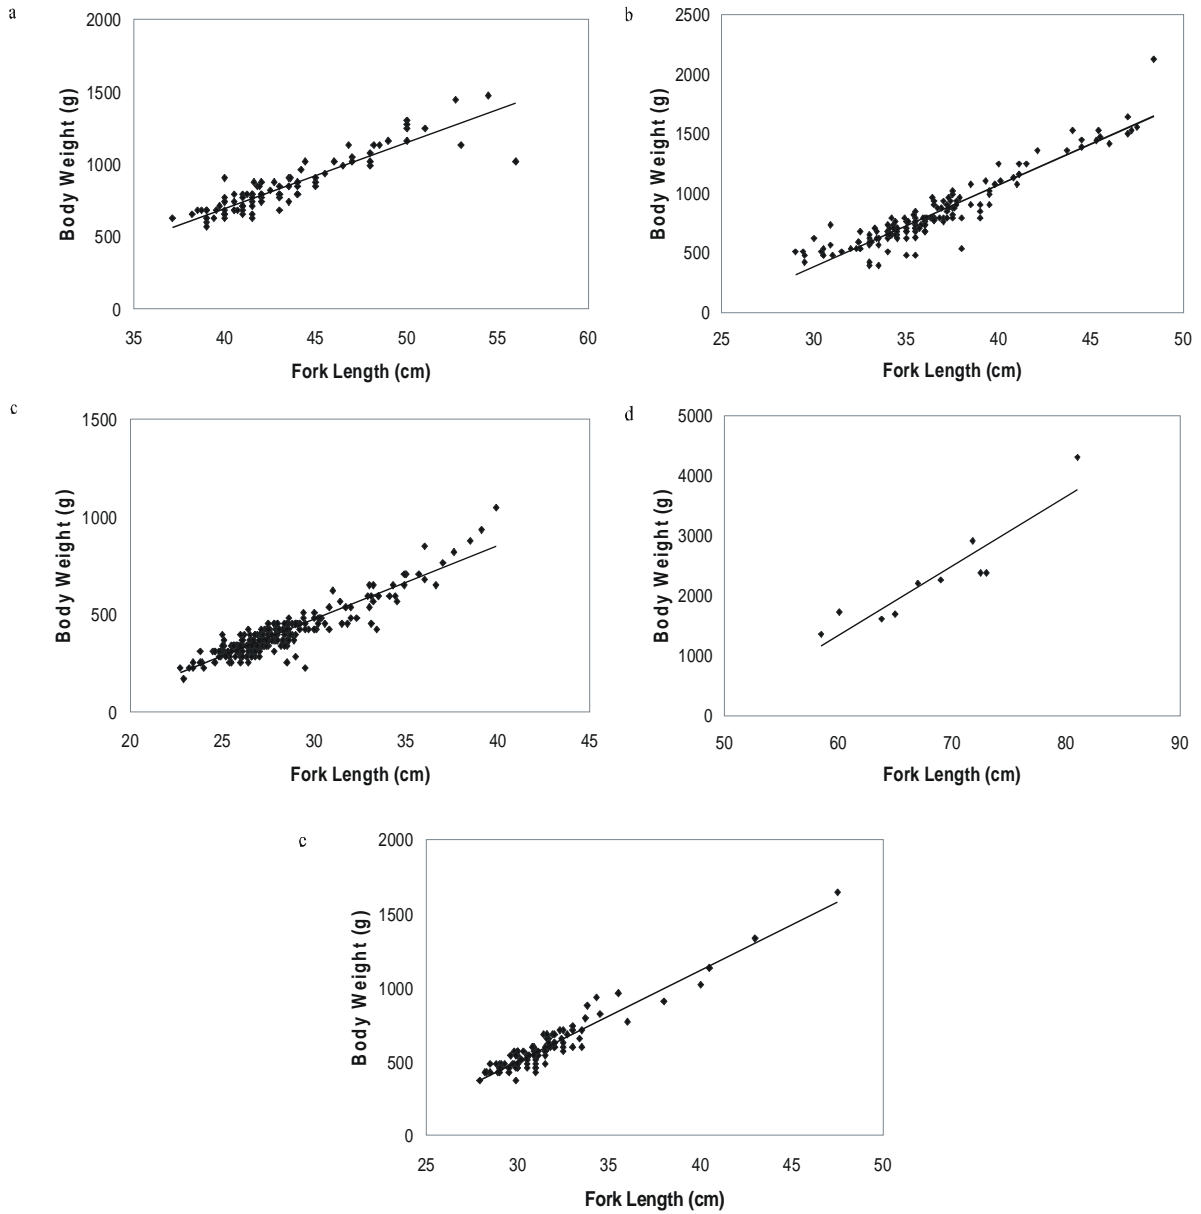 a
2000
1500
1000
500
0
35 40 45 50 55 60
Fork Length (cm)
Body Weight (g)
b
2500
2000
1500
1000
500
0
25 30 35 40 45 50
Fork Length (cm)
Body Weight (g)
c
1500
1000
500
0
20 25 30 35 40 45
Fork Length (cm)
Body Weight (g)
d
5000
4000
3000
2000
1000
0
50 60 70 80 90
Fork Length (cm)
Body Weight (g)
e
2000
1500
1000
500
0
25 30 35 40 45 50
Fork Length (cm)
Body Weight (g)